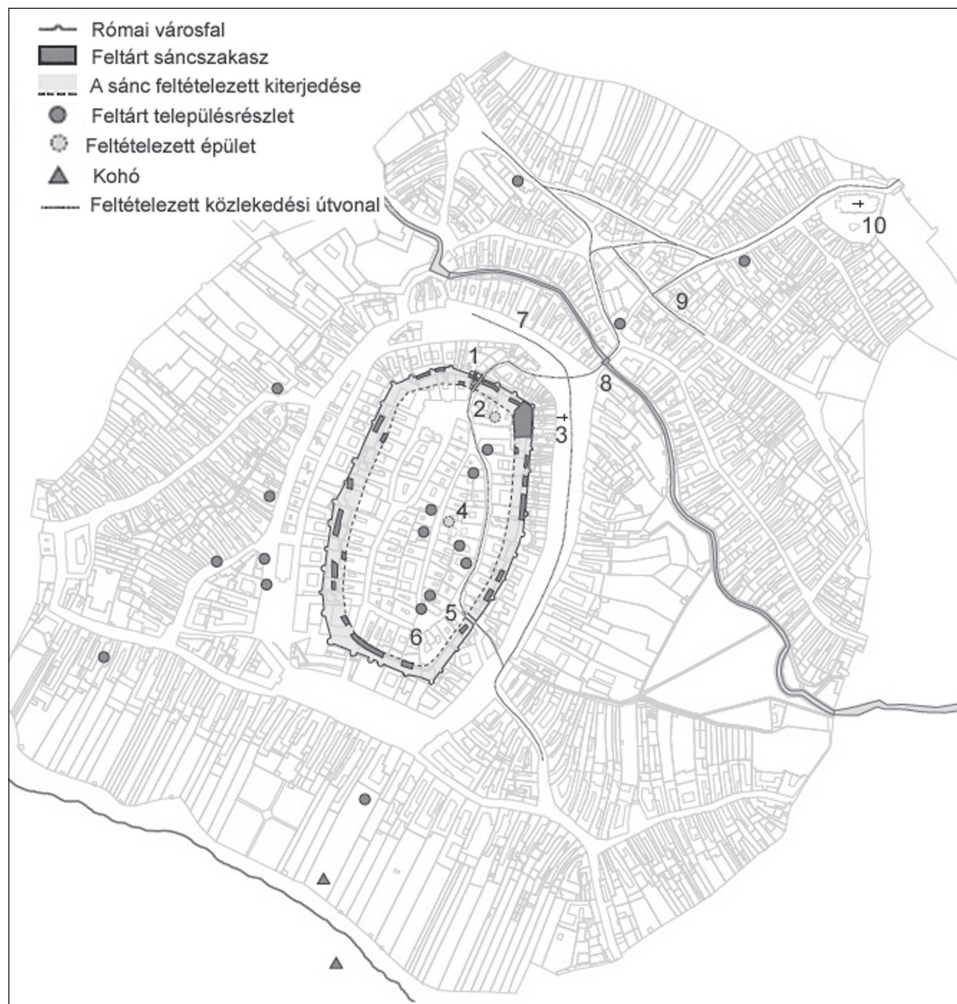 Római városfal
Feltárt sáncszakasz
A sánc feltételezett kiterjedése
Feltárt településrészlet
Feltételezett épület
Kohó
Feltételezett közlekedési útvonal
10
9
7
1
8
2
3
4
5
6